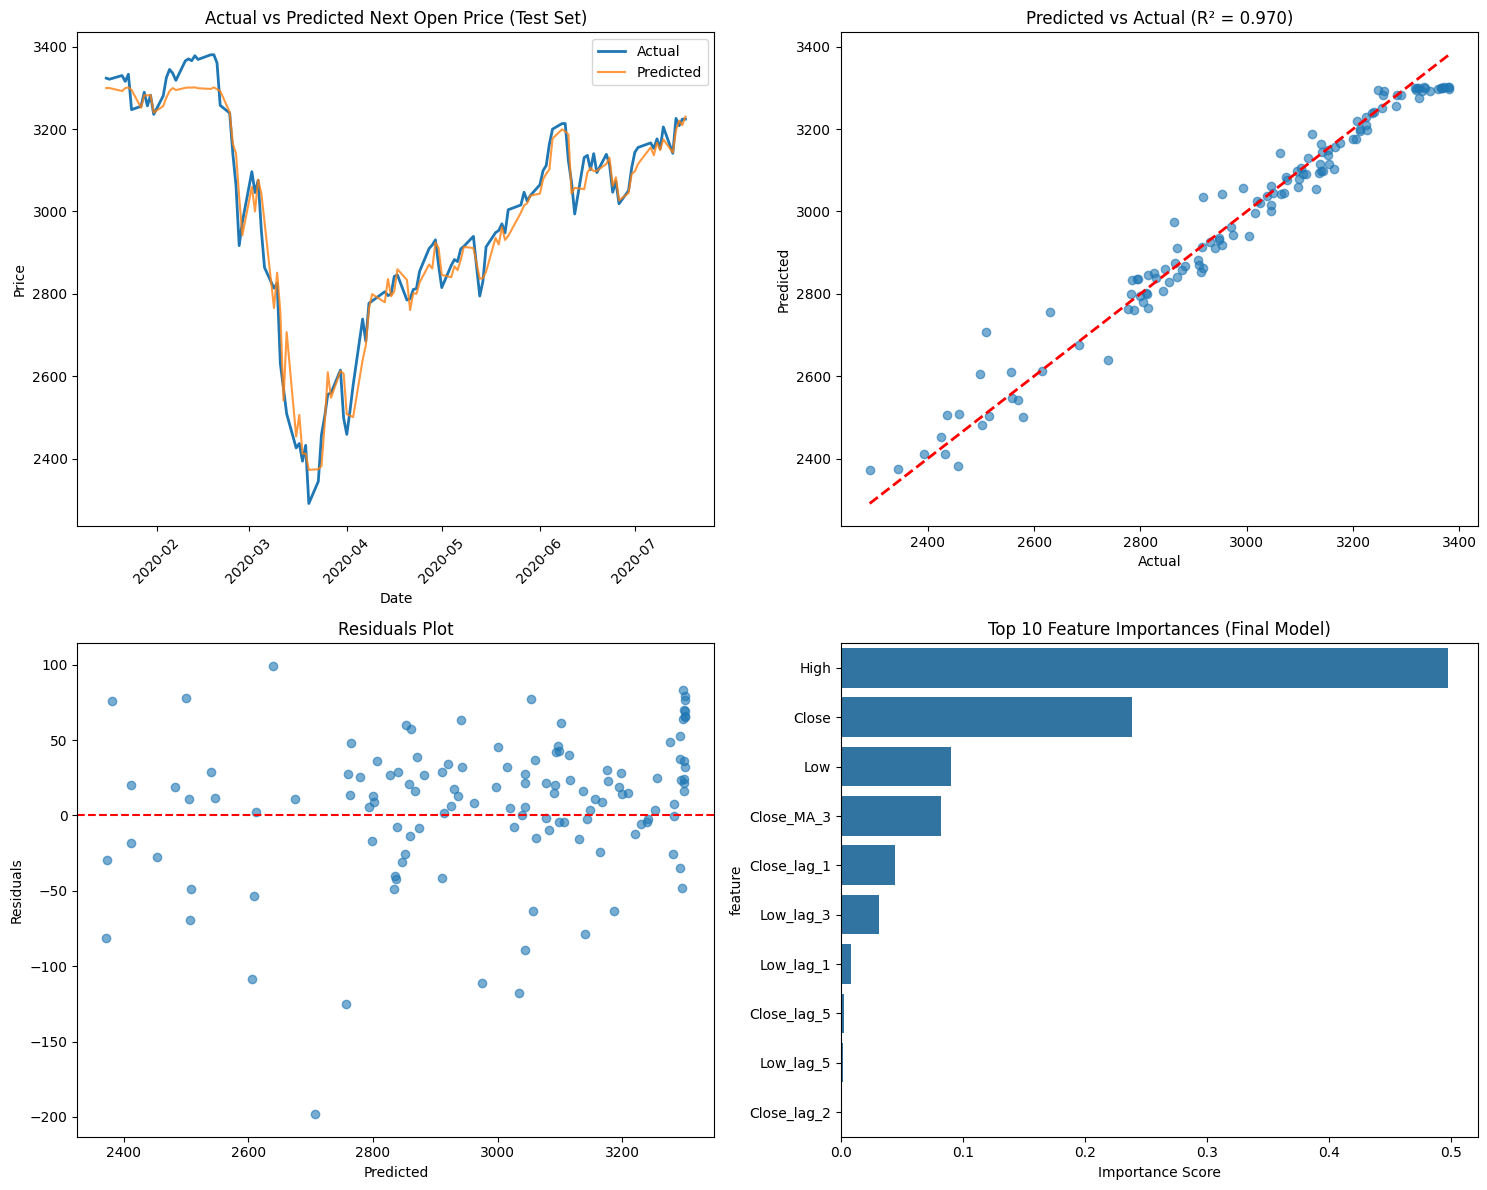 Actual vs Predicted Next Open Price (Test Set)
Actual
Predicted
3400
3200
3000
2800
2600
2400
Price
2020-02
2020-03
2020-04
2020-05
2020-06
2020-07
Date
Predicted vs Actual (R² = 0.970)
3400
3200
3000
2800
2600
2400
Predicted
2400
2600
2800
3000
3200
3400
Actual
Residuals Plot
100
50
0
−50
−100
−150
−200
Residuals
2400
2600
2800
3000
3200
Predicted
Top 10 Feature Importances (Final Model)
High
Close
Low
Close_MA_3
Close_lag_1
Low_lag_3
Low_lag_1
Close_lag_5
Low_lag_5
Close_lag_2
feature
0.0
0.1
0.2
0.3
0.4
0.5
Importance Score